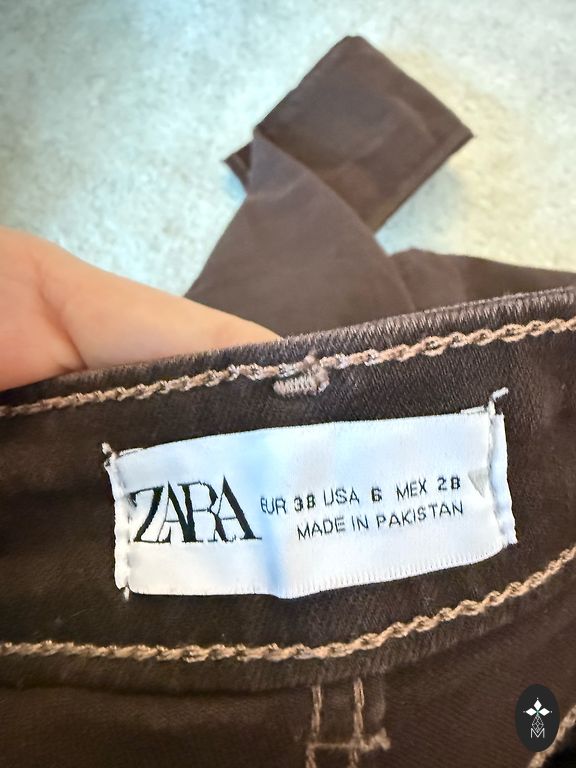 ZARA
EUR 38 USA 6 MEX 28
MADE IN PAKISTAN
M